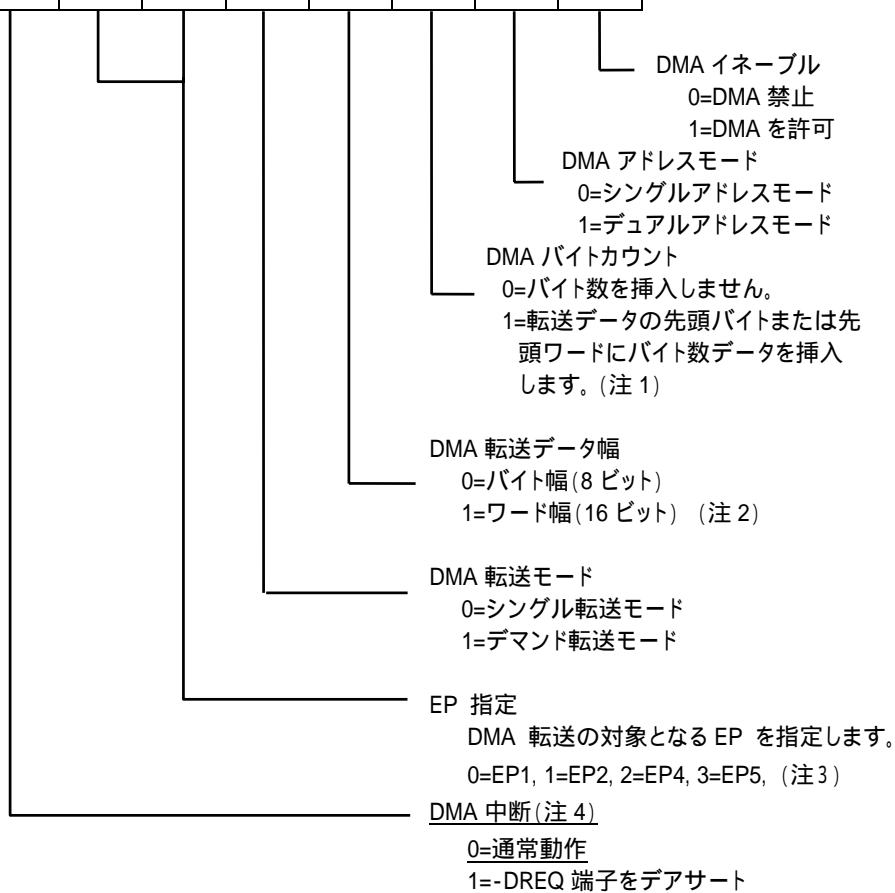 DMA イネーブル
0=DMA 禁止
1=DMA を許可
DMA アドレスモード
0=シングルアドレスモード
1=デュアルアドレスモード
DMA バイトカウント
0=バイト数を挿入しません。
1=転送データの先頭バイトまたは先
頭ワードにバイト数データを挿入
します。(注 1)
DMA 転送データ幅
0=バイト幅(8 ビット)
1=ワード幅(16 ビット) (注 2)
DMA 転送モード
0=シングル転送モード
1=デマンド転送モード
EP 指定
DMA 転送の対象となる EP を指定します。
0=EP1, 1=EP2, 2=EP4, 3=EP5, (注 3)
DMA 中断(注 4)
0=通常動作
1=-DREQ 端子をデアサート